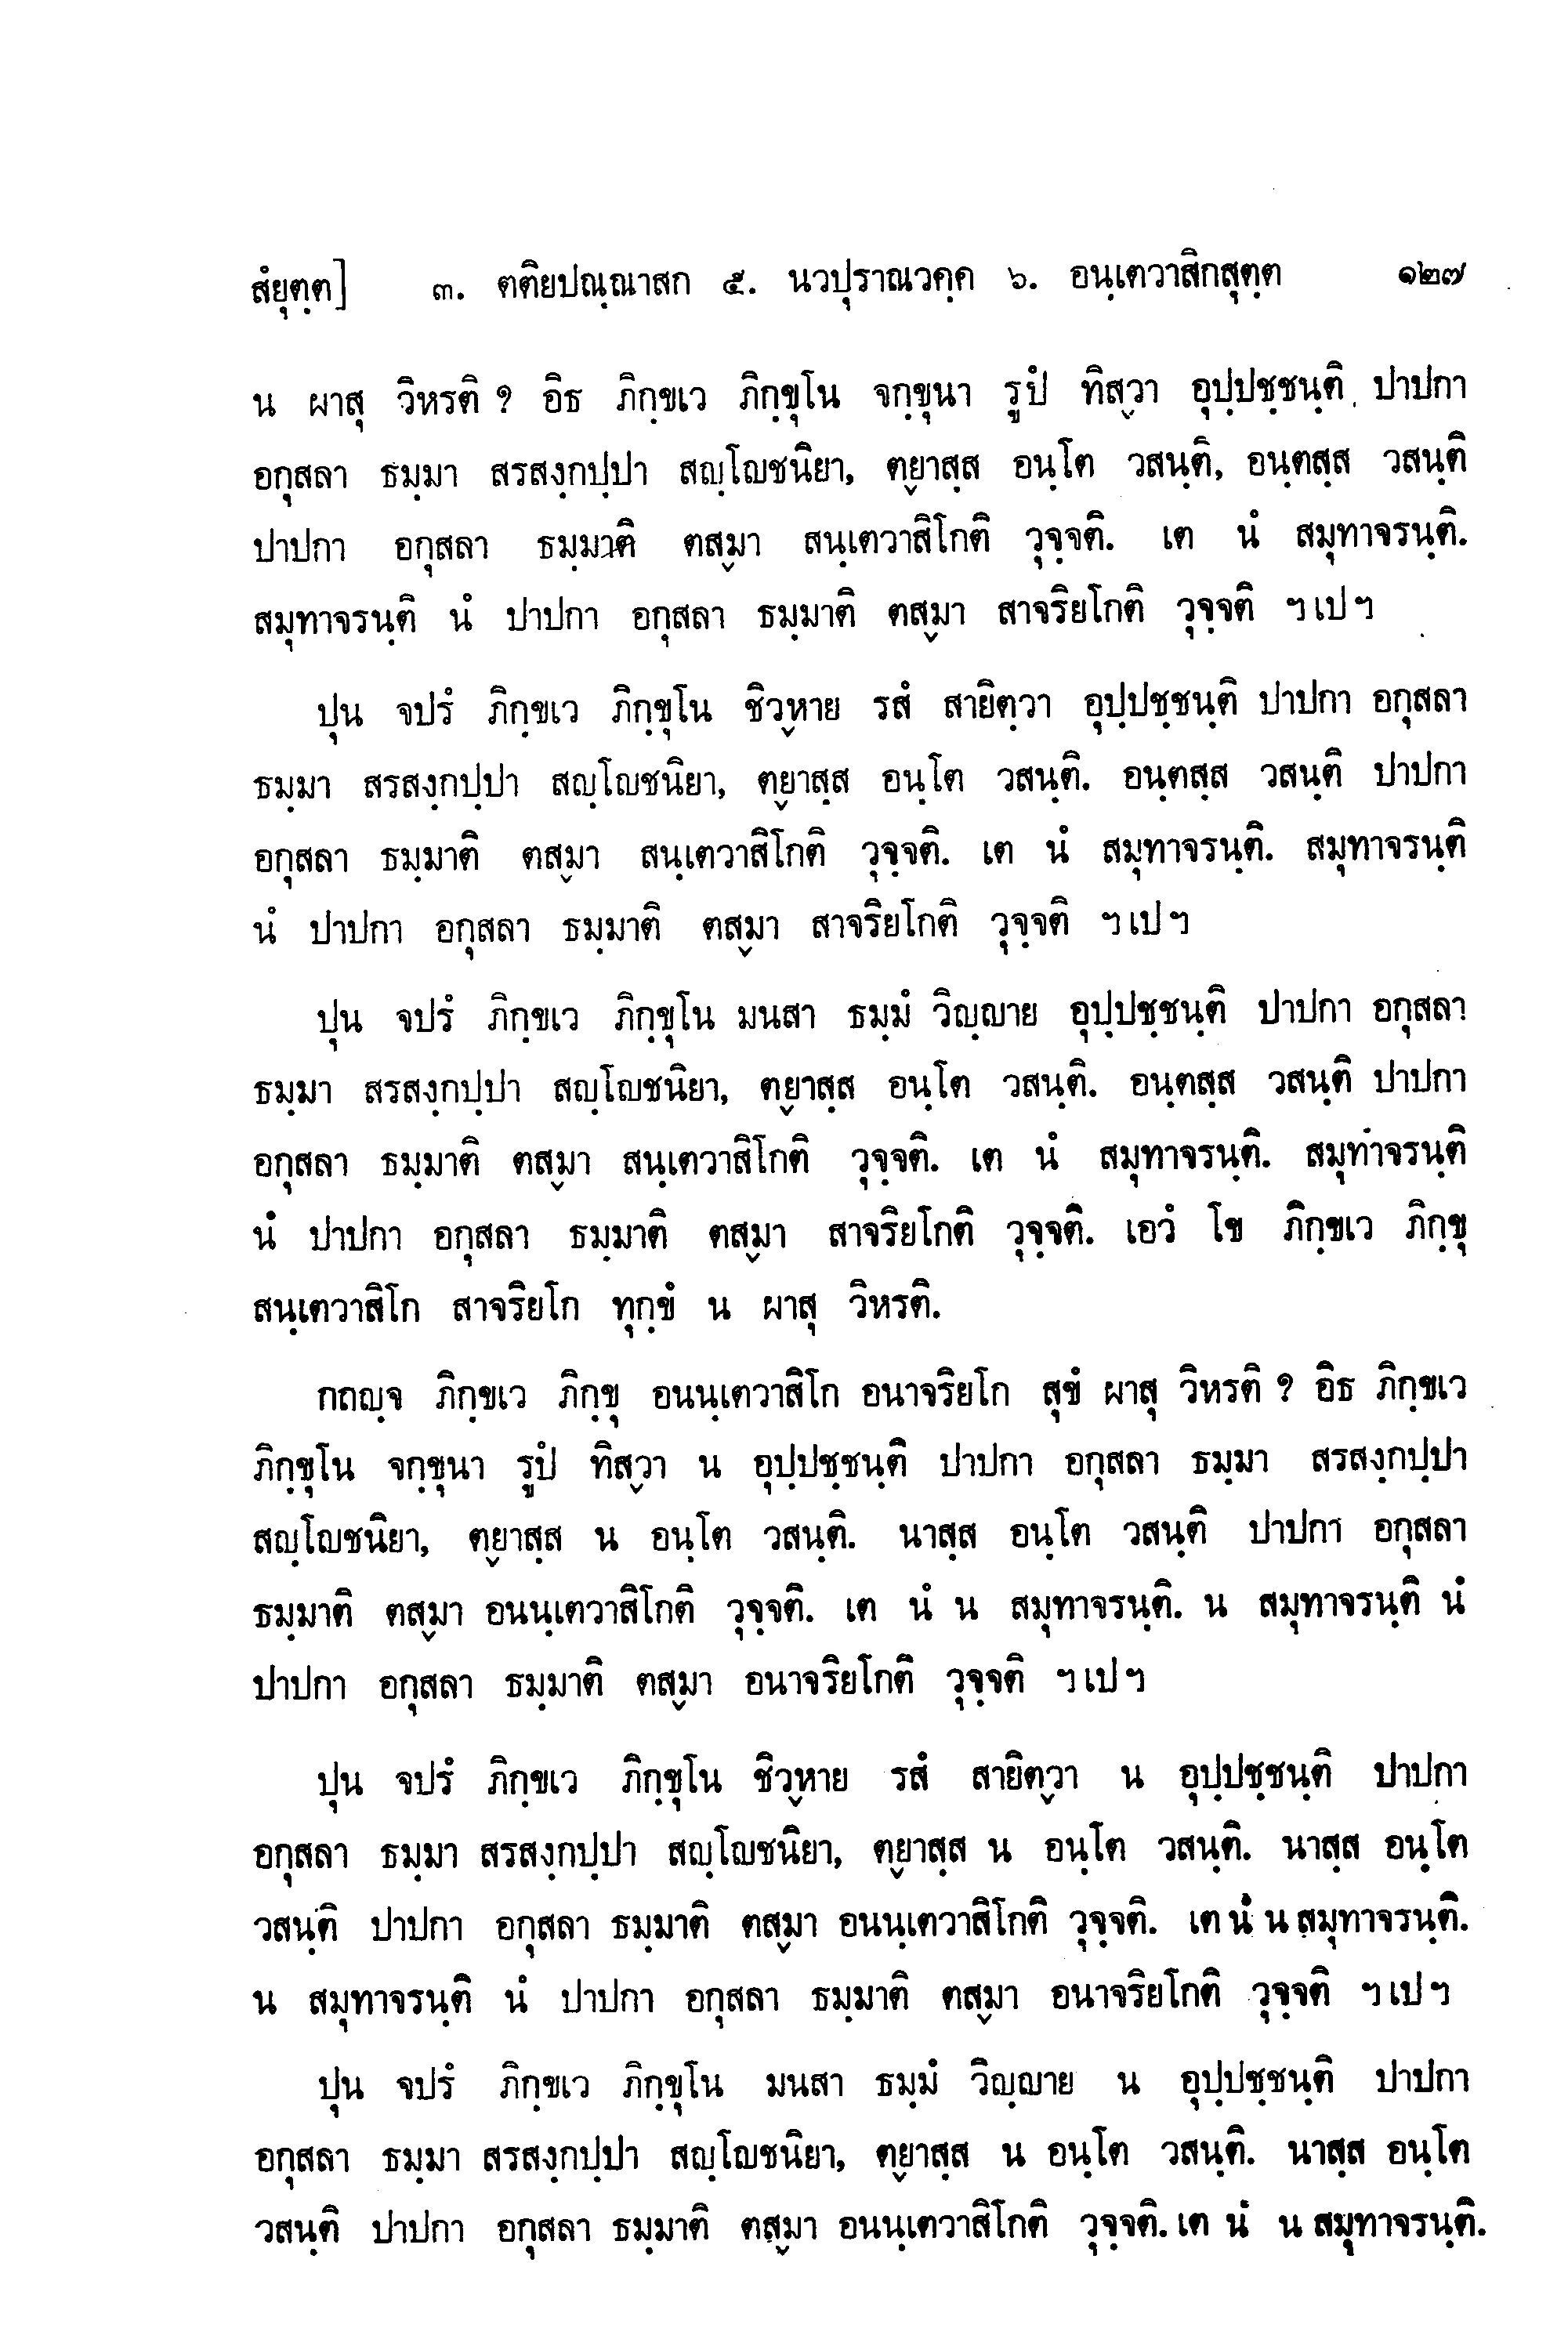 สํยุตฺต] ๓. ตติยปณฺณาสก ๕. นวปุราณวคฺค ๖. อนฺเตวาสิกสุตฺต ๑๒๗
น ผาสุ วิหรติ ? อิธ ภิกฺขเว ภิกฺขุโน จกฺขุนา รูปํ ทิสฺวา อุปฺปชฺชนฺติ ปาปกา
อกุสลา ธมฺมา สรสงฺกปฺปา สญฺโญชนิยา, ตฺยาสฺส อนฺโต วสนฺติ, อนฺตสฺส วสนฺติ
ปาปกา อกุสลา ธมฺมาติ ตสฺมา สนฺเตวาสิโกติ วุจฺจติ. เต นํ สมุทาจรนฺติ.
สมุทาจรนฺติ นํ ปาปกา อกุสลา ธมฺมาติ ตสฺมา สาจริยโกติ วุจฺจติ ฯ เป ฯ
ปุน จปรํ ภิกฺขเว ภิกฺขุโน ชิวฺหาย รสํ สายิตฺวา อุปฺปชฺชนฺติ ปาปกา อกุสลา
ธมฺมา สรสงฺกปฺปา สญฺโญชนิยา, ตฺยาสฺส อนฺโต วสนฺติ. อนฺตสฺส วสนฺติ ปาปกา
อกุสลา ธมฺมาติ ตสฺมา สนฺเตวาสิโกติ วุจฺจติ. เต นํ สมุทาจรนฺติ. สมุทาจรนฺติ
นํ ปาปกา อกุสลา ธมฺมาติ ตสฺมา สาจริยโกติ วุจฺจติ ฯ เป ฯ
ปุน จปรํ ภิกฺขเว ภิกฺขุโน มนสา ธมฺมํ วิญฺญาย อุปฺปชฺชนฺติ ปาปกา อกุสลา
ธมฺมา สรสงฺกปฺปา สญฺโญชนิยา, ตฺยาสฺส อนฺโต วสนฺติ. อนฺตสฺส วสนฺติ ปาปกา
อกุสลา ธมฺมาติ ตสฺมา สนฺเตวาสิโกติ วุจฺจติ. เต นํ สมุทาจรนฺติ. สมุทาจรนฺติ
นํ ปาปกา อกุสลา ธมฺมาติ ตสฺมา สาจริยโกติ วุจฺจติ. เอวํ โข ภิกฺขเว ภิกฺขุ
สนฺเตวาสิโก สาจริยโก ทุกฺขํ น ผาสุ วิหรติ.
กถญฺจ ภิกฺขเว ภิกฺขุ อนนฺเตวาสิโก อนาจริยโก สุขํ ผาสุ วิหรติ ? อิธ ภิกฺขเว
ภิกฺขุโน จกฺขุนา รูปํ ทิสฺวา น อุปฺปชฺชนฺติ ปาปกา อกุสลา ธมฺมา สรสงฺกปฺปา
สญฺโญชนิยา, ตฺยาสฺส น อนฺโต วสนฺติ. นาสฺส อนฺโต วสนฺติ ปาปกา อกุสลา
ธมฺมาติ ตสฺมา อนนฺเตวาสิโกติ วุจฺจติ. เต นํ น สมุทาจรนฺติ. น สมุทาจรนฺติ นํ
ปาปกา อกุสลา ธมฺมาติ ตสฺมา อนาจริยโกติ วุจฺจติ ฯ เป ฯ
ปุน จปรํ ภิกฺขเว ภิกฺขุโน ชิวฺหาย รสํ สายิตฺวา น อุปฺปชฺชนฺติ ปาปกา
อกุสลา ธมฺมา สรสงฺกปฺปา สญฺโญชนิยา, ตฺยาสฺส น อนฺโต วสนฺติ. นาสฺส อนฺโต
วสนฺติ ปาปกา อกุสลา ธมฺมาติ ตสฺมา อนนฺเตวาสิโกติ วุจฺจติ. เต นํ น สมุทาจรนฺติ.
น สมุทาจรนฺติ นํ ปาปกา อกุสลา ธมฺมาติ ตสฺมา อนาจริยโกติ วุจฺจติ ฯ เป ฯ
ปุน จปรํ ภิกฺขเว ภิกฺขุโน มนสา ธมฺมํ วิญฺญาย น อุปฺปชฺชนฺติ ปาปกา
อกุสลา ธมฺมา สรสงฺกปฺปา สญฺโญชนิยา, ตฺยาสฺส น อนฺโต วสนฺติ. นาสฺส อนฺโต
วสนฺติ ปาปกา อกุสลา ธมฺมาติ ตสฺมา อนนฺเตวาสิโกติ วุจฺจติ. เต นํ น สมุทาจรนฺติ.